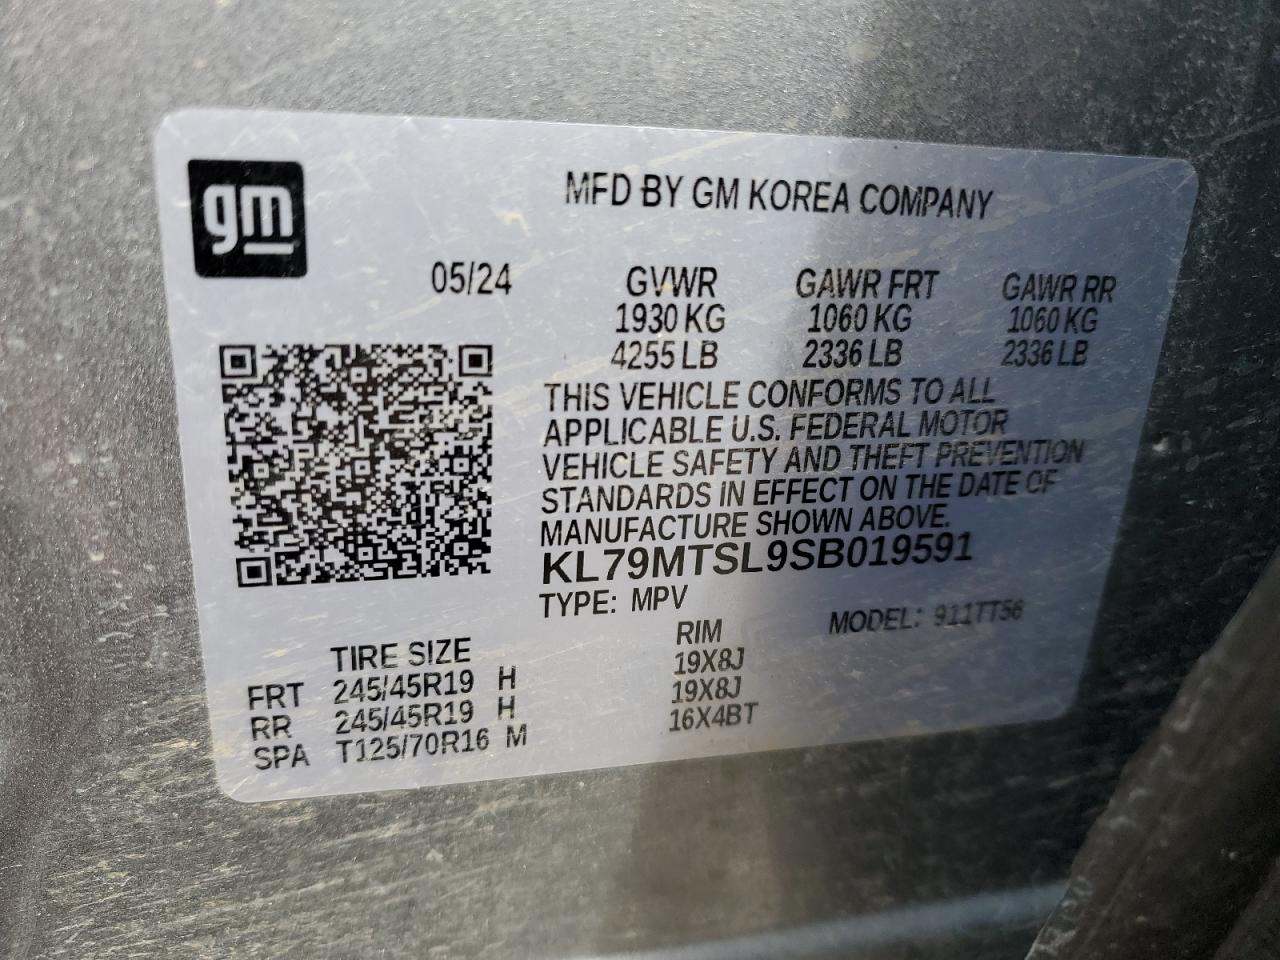 gm
MFD BY GM KOREA COMPANY
05/24 GVWR GAWR FRT GAWR RR
1930 KG 1060 KG 1060 KG
4255 LB 2336 LB 2336 LB
THIS VEHICLE CONFORMS TO ALL
APPLICABLE U.S. FEDERAL MOTOR
VEHICLE SAFETY AND THEFT PREVENTION
STANDARDS IN EFFECT ON THE DATE OF
MANUFACTURE SHOWN ABOVE.
KL79MTSL9SB019591
TYPE: MPV MODEL: 911TT56
TIRE SIZE RIM
FRT 245/45R19 H 19X8J
RR 245/45R19 H 19X8J
SPA T125/70R16 M 16X4BT